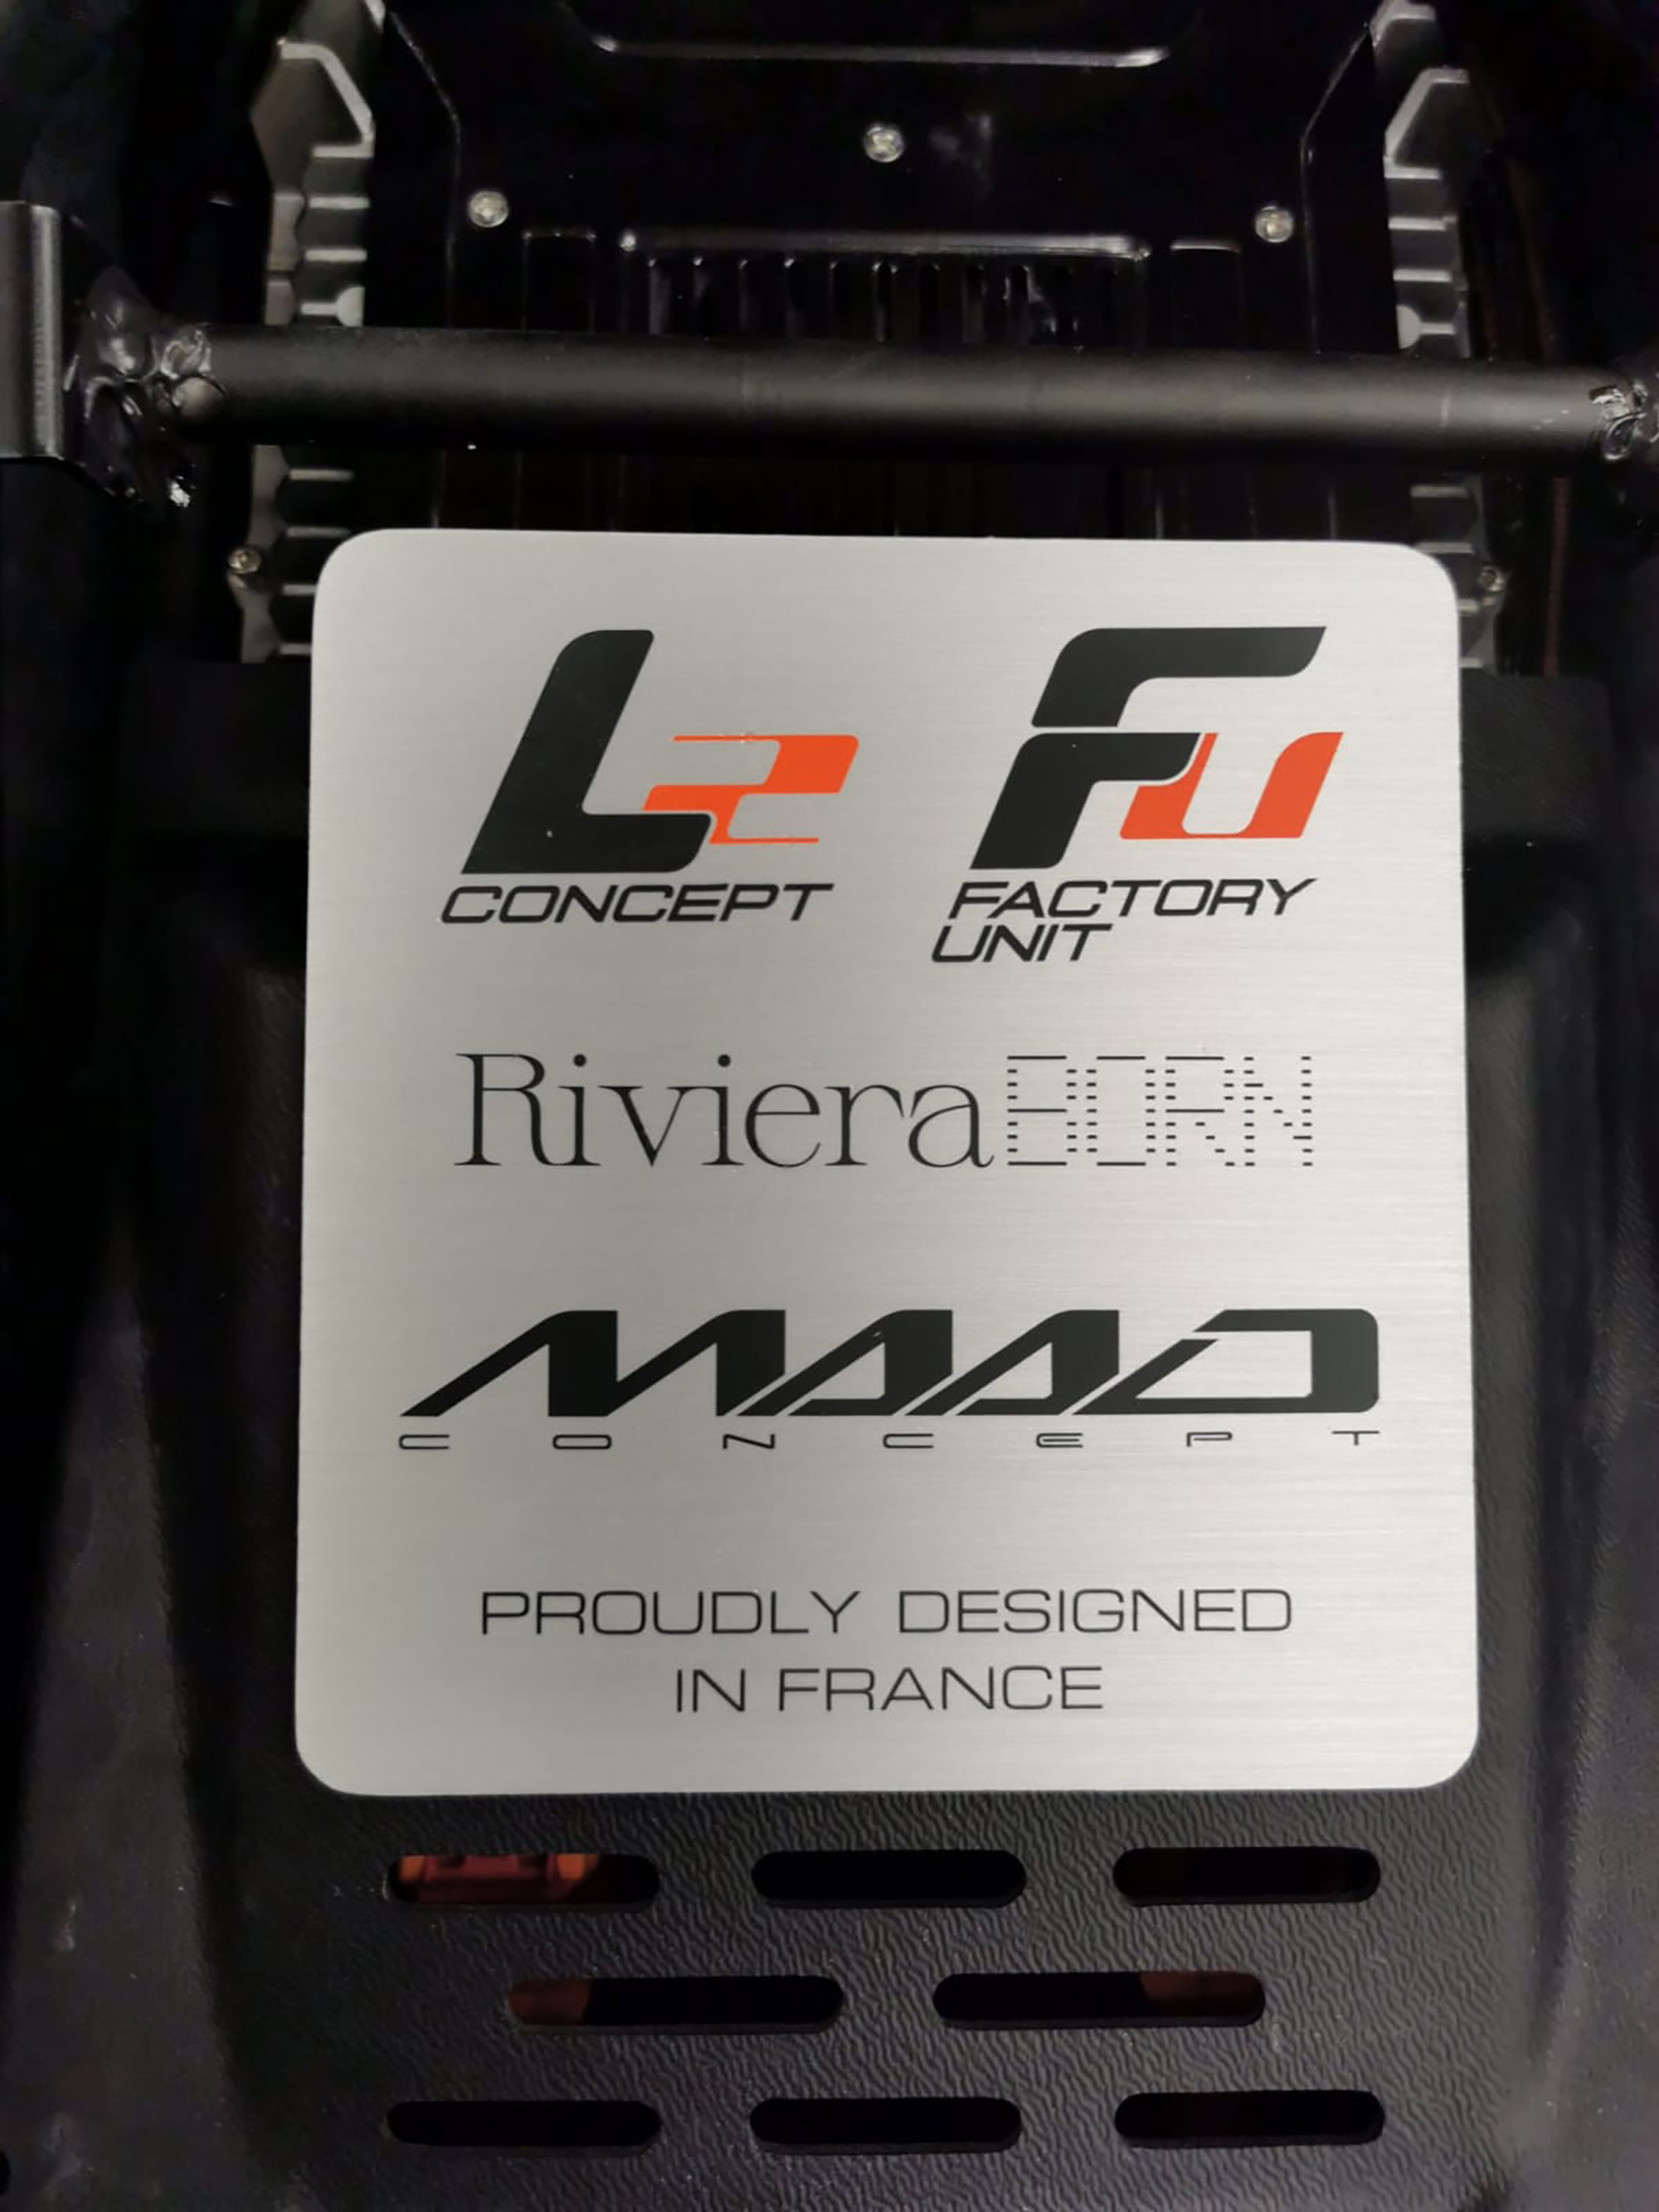 L2 FU
CONCEPT FACTORY
UNIT
RivieraBORN
MAAD
CONCEPT
PROUDLY DESIGNED
IN FRANCE